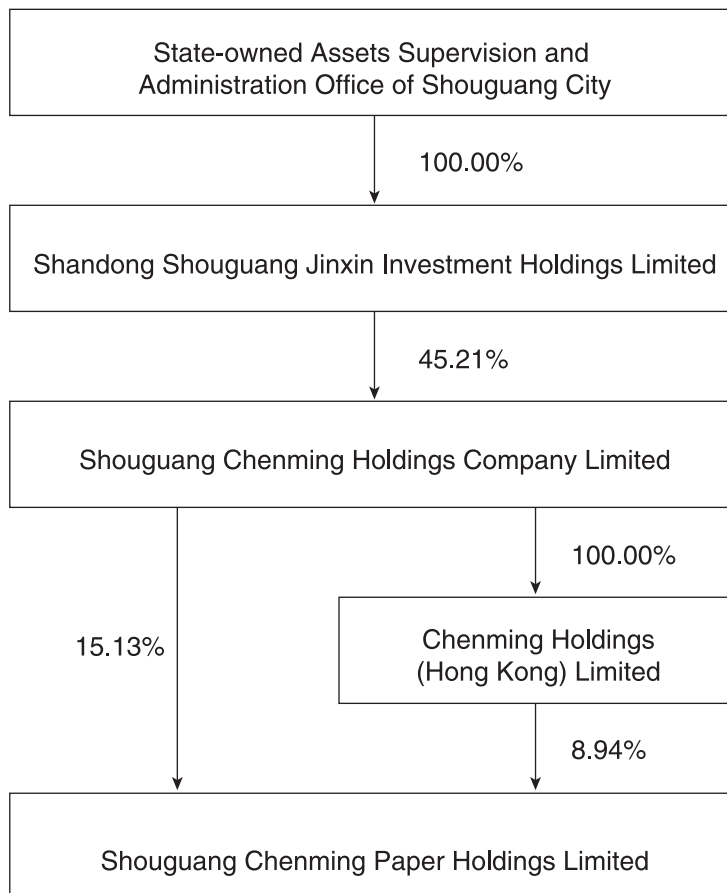 State-owned Assets Supervision and
Administration Office of Shouguang City
100.00%
Shandong Shouguang Jinxin Investment Holdings Limited
45.21%
Shouguang Chenming Holdings Company Limited
100.00%
15.13%
Chenming Holdings
(Hong Kong) Limited
8.94%
Shouguang Chenming Paper Holdings Limited